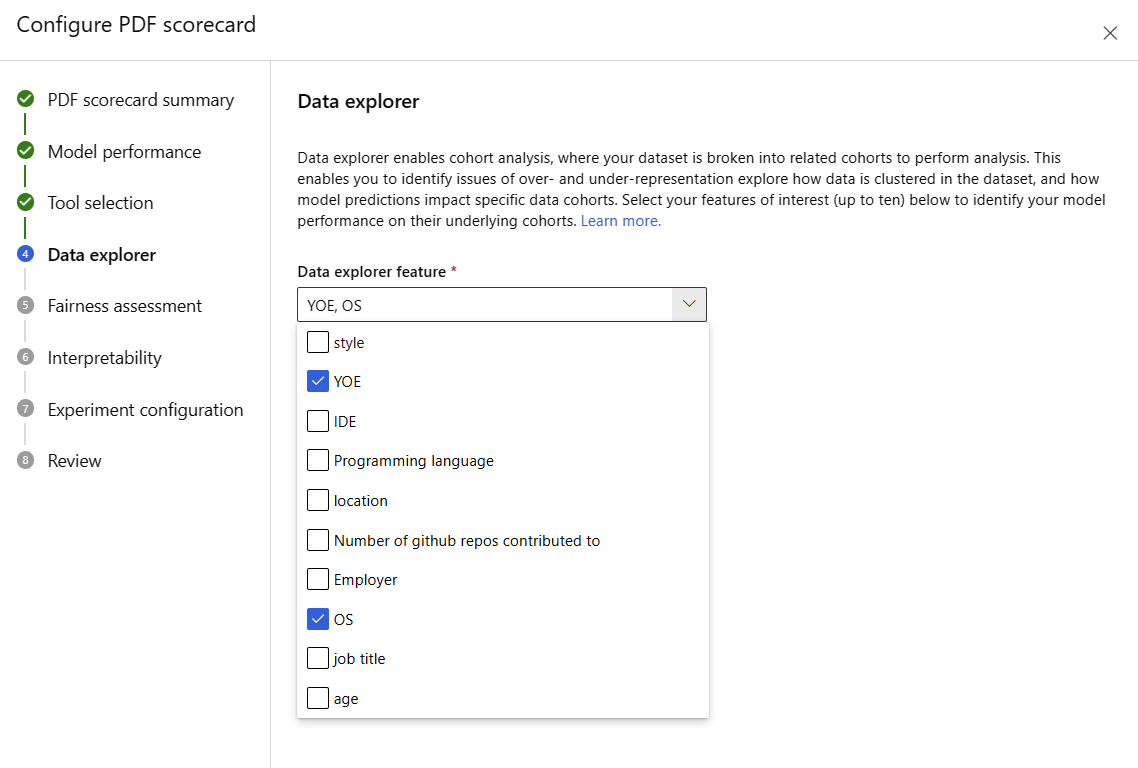 Configure PDF scorecard
PDF scorecard summary
Model performance
Tool selection
4 Data explorer
5 Fairness assessment
6 Interpretability
7 Experiment configuration
8 Review
Data explorer
Data explorer enables cohort analysis, where your dataset is broken into related cohorts to perform analysis. This
enables you to identify issues of over- and under-representation explore how data is clustered in the dataset, and how
model predictions impact specific data cohorts. Select your features of interest (up to ten) below to identify your model
performance on their underlying cohorts. Learn more.
Data explorer feature *
YOE, OS
style
YOE
IDE
Programming language
location
Number of github repos contributed to
Employer
OS
job title
age